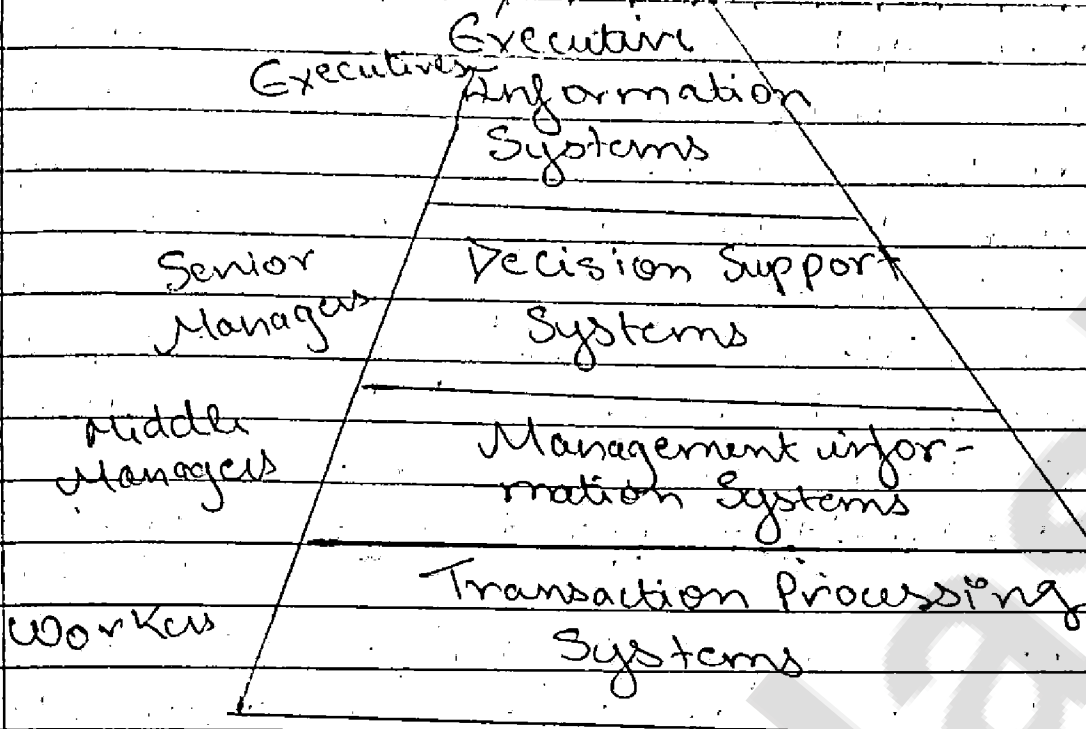 Executive
Executives Information
Systems
Senior Decision Support
Managers Systems
Middle Management infor-
Managers mation Systems
Transaction Processing
Workers Systems